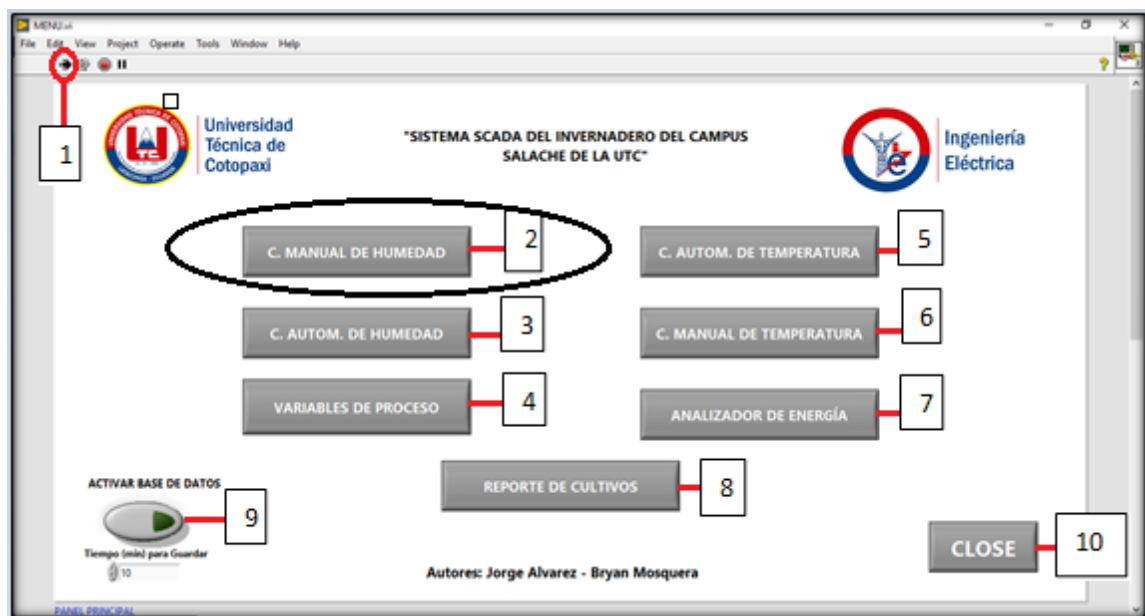 MENU.vi
File Edit View Project Operate Tools Window Help
1
Universidad
Técnica de
Cotopaxi
"SISTEMA SCADA DEL INVERNADERO DEL CAMPUS
SALACHE DE LA UTC"
Ingeniería
Eléctrica
C. MANUAL DE HUMEDAD
2
C. AUTOM. DE TEMPERATURA
5
C. AUTOM. DE HUMEDAD
3
C. MANUAL DE TEMPERATURA
6
VARIABLES DE PROCESO
4
ANALIZADOR DE ENERGÍA
7
REPORTE DE CULTIVOS
8
ACTIVAR BASE DE DATOS
9
Tiempo (min) para Guardar
10
CLOSE
10
Autores: Jorge Alvarez - Bryan Mosquera
PANEL PRINCIPAL